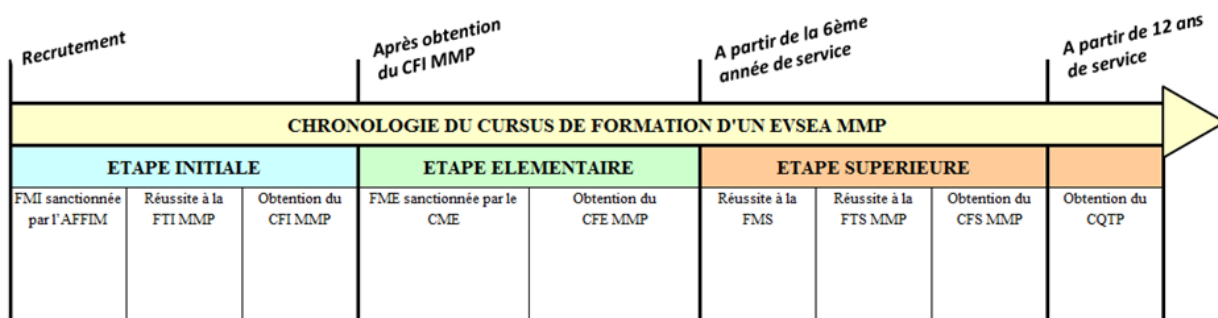 Recrutement
Après obtention
du CFI MMP
A partir de la 6ème
année de service
A partir de 12 ans
de service
CHRONOLOGIE DU CURSUS DE FORMATION D'UN EVSEA MMP
ETAPE INITIALE
ETAPE ELEMENTAIRE
ETAPE SUPERIEURE
FMI sanctionnée
par l'AFFIM
Réussite à la
FTI MMP
Obtention du
CFI MMP
FME sanctionnée par le
CME
Obtention du
CFE MMP
Réussite à la
FMS
Réussite à la
FTS MMP
Obtention du
CFS MMP
Obtention du
CQTP